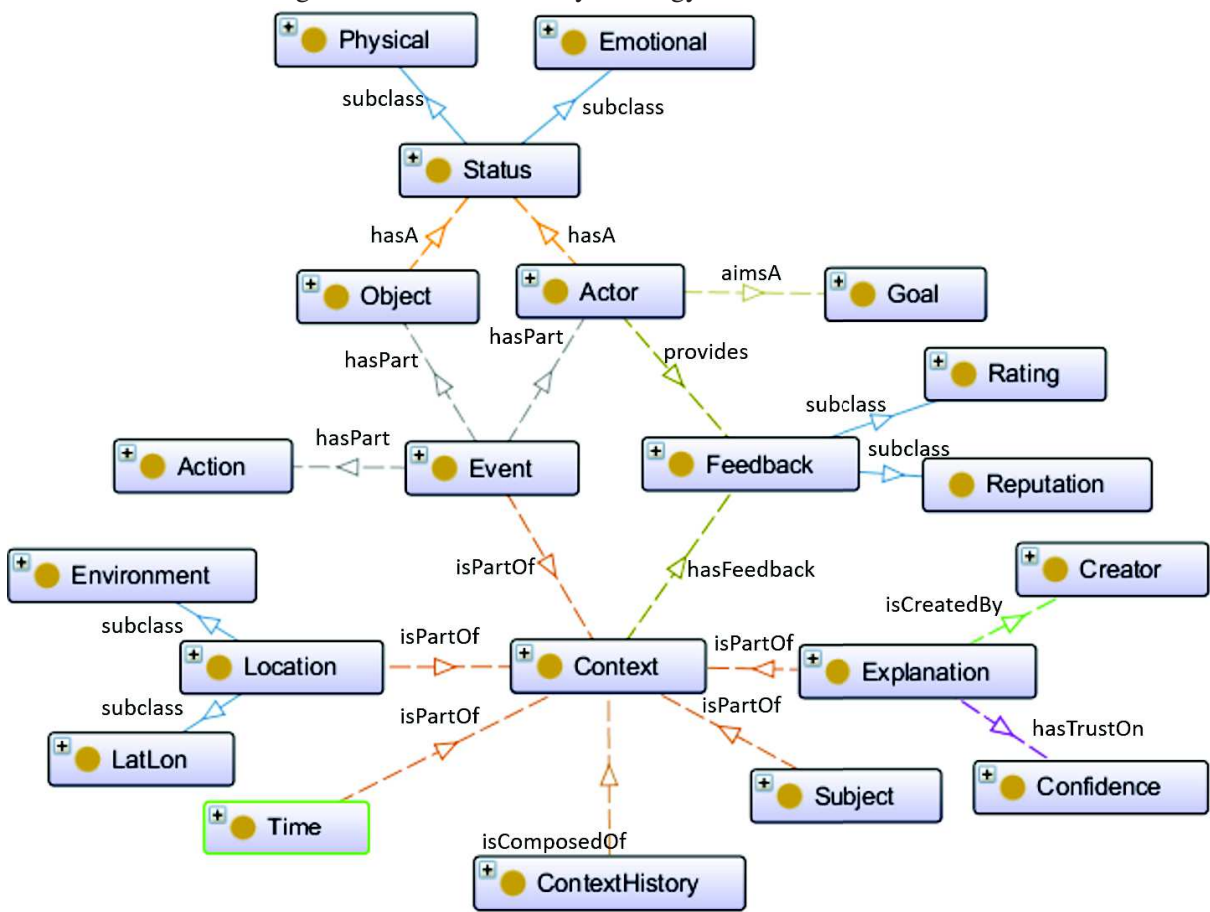 Physical
Emotional
subclass
subclass
Status
hasA
hasA
Object
Actor
aimsA
Goal
hasPart
hasPart
provides
Rating
subclass
Action
hasPart
Event
Feedback
subclass
Reputation
isPartOf
hasFeedback
Environment
Creator
subclass
isCreatedBy
Location
isPartOf
Context
isPartOf
Explanation
subclass
isPartOf
isPartOf
hasTrustOn
LatLon
Time
Subject
Confidence
isComposedOf
ContextHistory